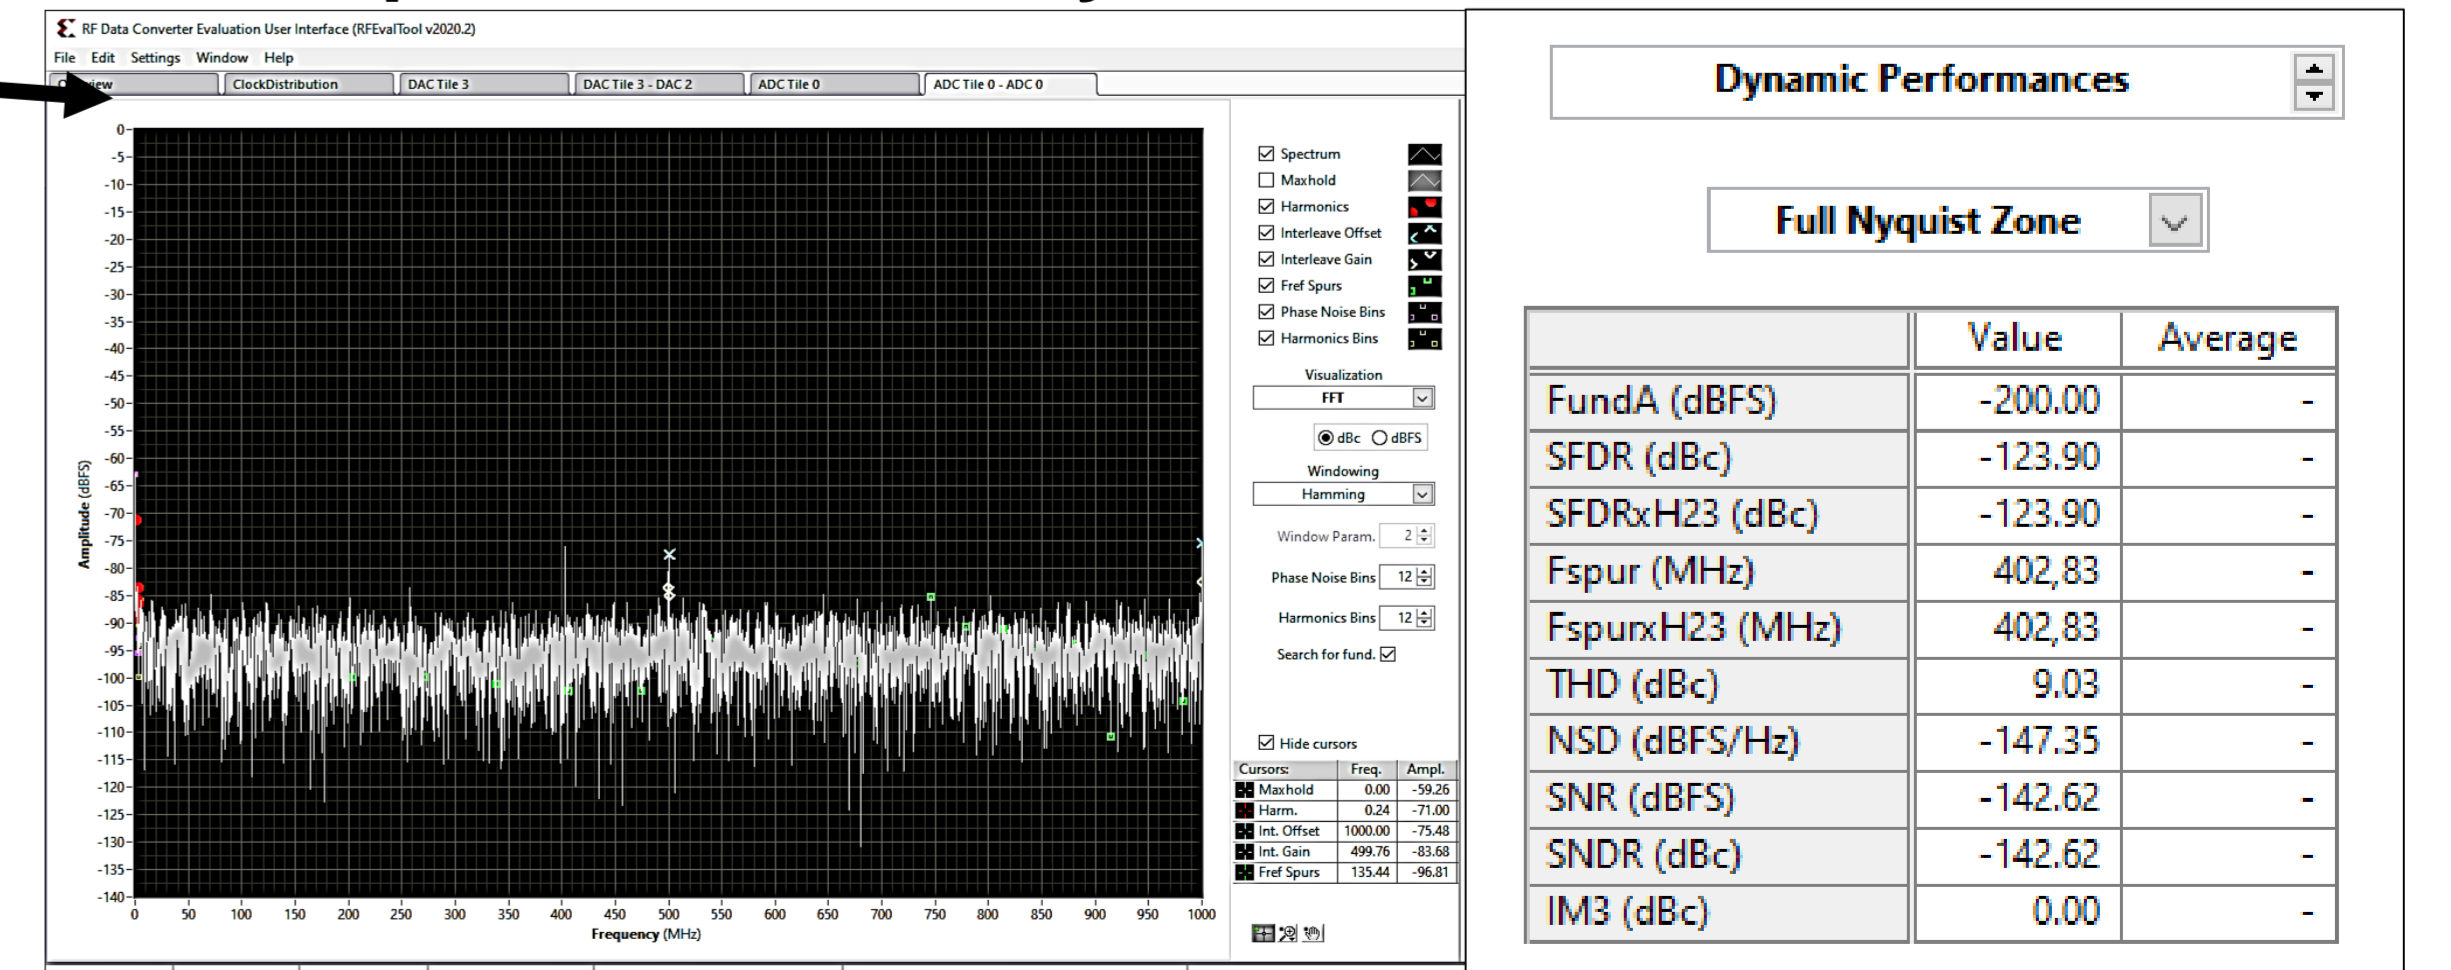 RF Data Converter Evaluation User Interface (RFEvalTool v2020.2)
File Edit Settings Window Help
ClockDistribution DAC Tile 3 DAC Tile 3 - DAC 2 ADC Tile 0 ADC Tile 0 - ADC 0
0
-5
-10
-15
-20
-25
-30
-35
-40
-45
-50
-55
-60
-65
-70
-75
-80
-85
-90
-95
-100
-105
-110
-115
-120
-125
-130
-135
-140
Amplitude (dBFS)
0 50 100 150 200 250 300 350 400 450 500 550 600 650 700 750 800 850 900 950 1000
Frequency (MHz)
Spectrum
Maxhold
Harmonics
Interleave Offset
Interleave Gain
Fref Spurs
Phase Noise Bins
Harmonics Bins
Visualization
FFT
dBc dBFS
Windowing
Hamming
Window Param. 2
Phase Noise Bins 12
Harmonics Bins 12
Search for fund.
Hide cursors
Cursors: Freq. Ampl.
Maxhold 0.00 -59.26
Harm. 0.24 -71.00
Int. Offset 1000.00 -75.48
Int. Gain 499.76 -83.68
Fref Spurs 135.44 -96.81
Dynamic Performances
Full Nyquist Zone
Value Average
FundA (dBFS) -200.00 -
SFDR (dBc) -123.90 -
SFDRxH23 (dBc) -123.90 -
Fspur (MHz) 402,83 -
FspurxH23 (MHz) 402,83 -
THD (dBc) 9.03 -
NSD (dBFS/Hz) -147.35 -
SNR (dBFS) -142.62 -
SNDR (dBc) -142.62 -
IM3 (dBc) 0.00 -